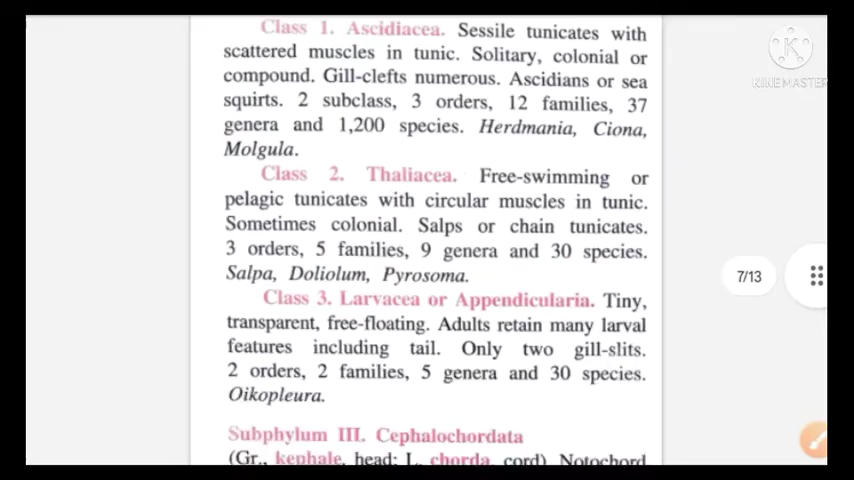 Class 1. Ascidiacea. Sessile tunicates with
scattered muscles in tunic. Solitary, colonial or
compound. Gill-clefts numerous. Ascidians or sea
squirts. 2 subclass, 3 orders, 12 families, 37
genera and 1,200 species. Herdmania, Ciona,
Molgula.
Class 2. Thaliacea. Free-swimming or
pelagic tunicates with circular muscles in tunic.
Sometimes colonial. Salps or chain tunicates.
3 orders, 5 families, 9 genera and 30 species.
Salpa, Doliolum, Pyrosoma.
Class 3. Larvacea or Appendicularia. Tiny,
transparent, free-floating. Adults retain many larval
features including tail. Only two gill-slits.
2 orders, 2 families, 5 genera and 30 species.
Oikopleura.
Subphylum III. Cephalochordata
(Gr., kephale, head; L. chorda, cord) Notochord
KINEMASTER
7/13